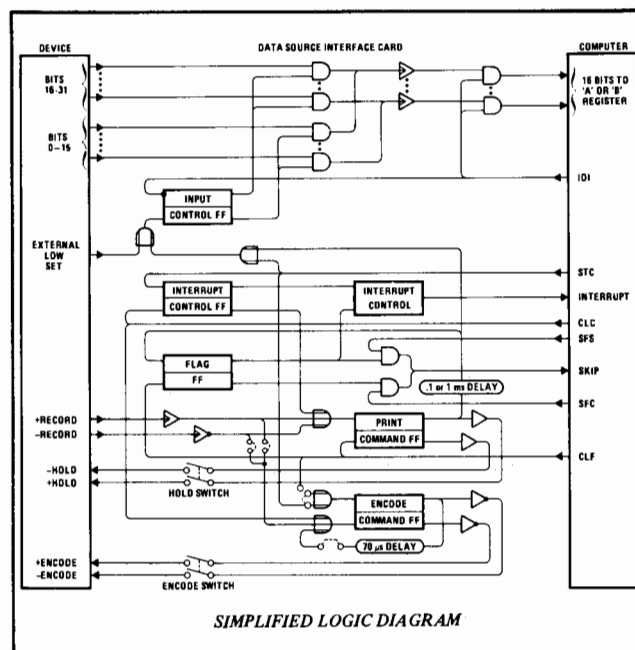 DEVICE
DATA SOURCE INTERFACE CARD
COMPUTER
BITS
16-31
BITS
0-15
16 BITS TO
'A' OR 'B'
REGISTER
IOI
INPUT
CONTROL FF
EXTERNAL
LOW
SET
STC
INTERRUPT
CONTROL FF
INTERRUPT
CONTROL
INTERRUPT
CLC
SFS
FLAG
FF
SKIP
.1 or 1 ms DELAY
SFC
+RECORD
-RECORD
PRINT
COMMAND FF
CLF
-HOLD
+HOLD
HOLD SWITCH
ENCODE
COMMAND FF
70 μs DELAY
+ENCODE
-ENCODE
ENCODE SWITCH
SIMPLIFIED LOGIC DIAGRAM